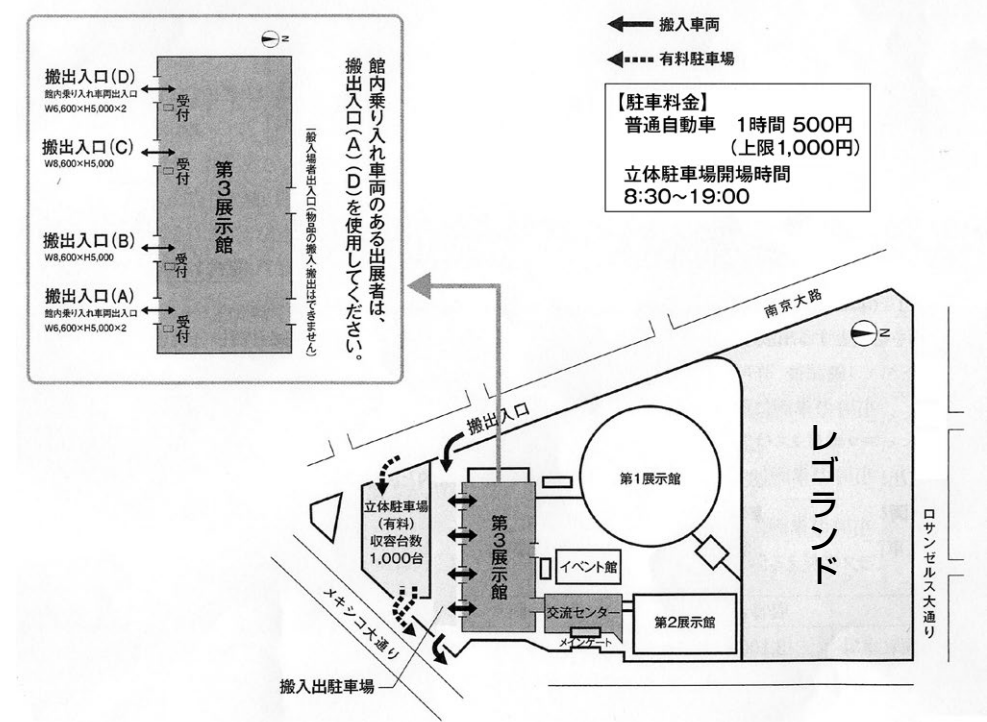 搬入車両
有料駐車場
【駐車料金】
普通自動車 1時間 500円
(上限1,000円)
立体駐車場開場時間
8:30〜19:00
N
搬出入口(D)
館内乗り入れ車両出入口
W6,600×H5,000×2
受付
搬出入口(C)
W8,600×H5,000
受付
搬出入口(B)
W8,600×H5,000
受付
搬出入口(A)
館内乗り入れ車両出入口
W6,600×H5,000×2
受付
第3展示館
一般入場者出入口(物品の搬入・搬出はできません)
館内乗り入れ車両のある出展者は、
搬出入口(A)(D)を使用してください。
南京大路
N
搬出入口
レゴランド
ロサンゼルス大通り
第1展示館
立体駐車場
(有料)
収容台数
1,000台
第3展示館
イベント館
交流センター
第2展示館
メインゲート
メキシコ大通り
搬入出駐車場